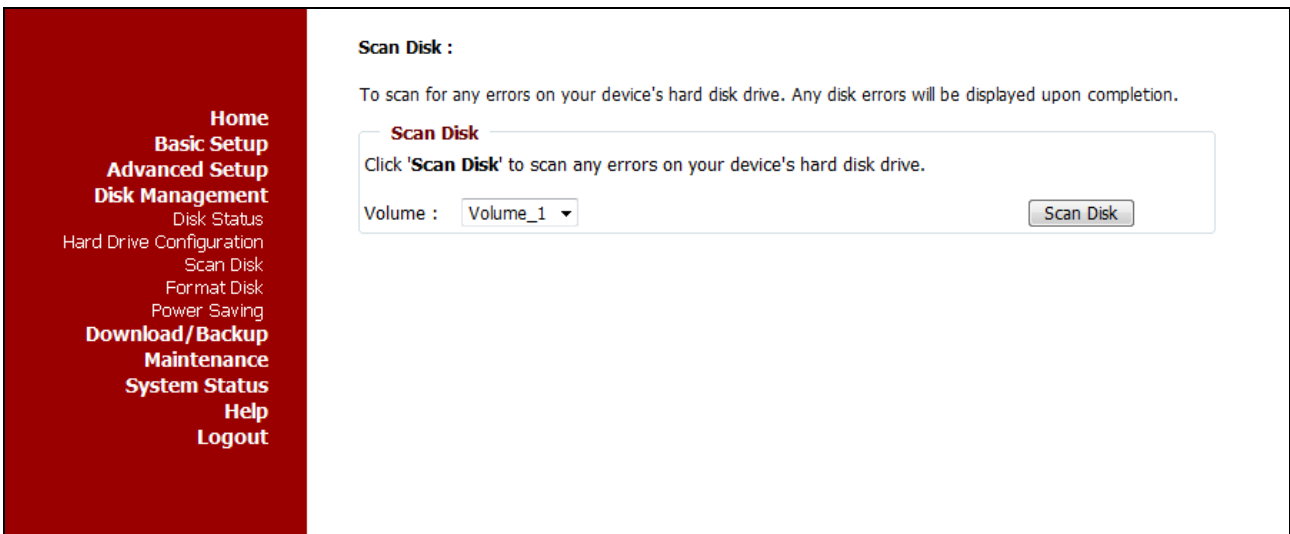 Home
Basic Setup
Advanced Setup
Disk Management
Disk Status
Hard Drive Configuration
Scan Disk
Format Disk
Power Saving
Download/Backup
Maintenance
System Status
Help
Logout
Scan Disk :
To scan for any errors on your device's hard disk drive. Any disk errors will be displayed upon completion.
Scan Disk
Click 'Scan Disk' to scan any errors on your device's hard disk drive.
Volume : Volume_1 Scan Disk